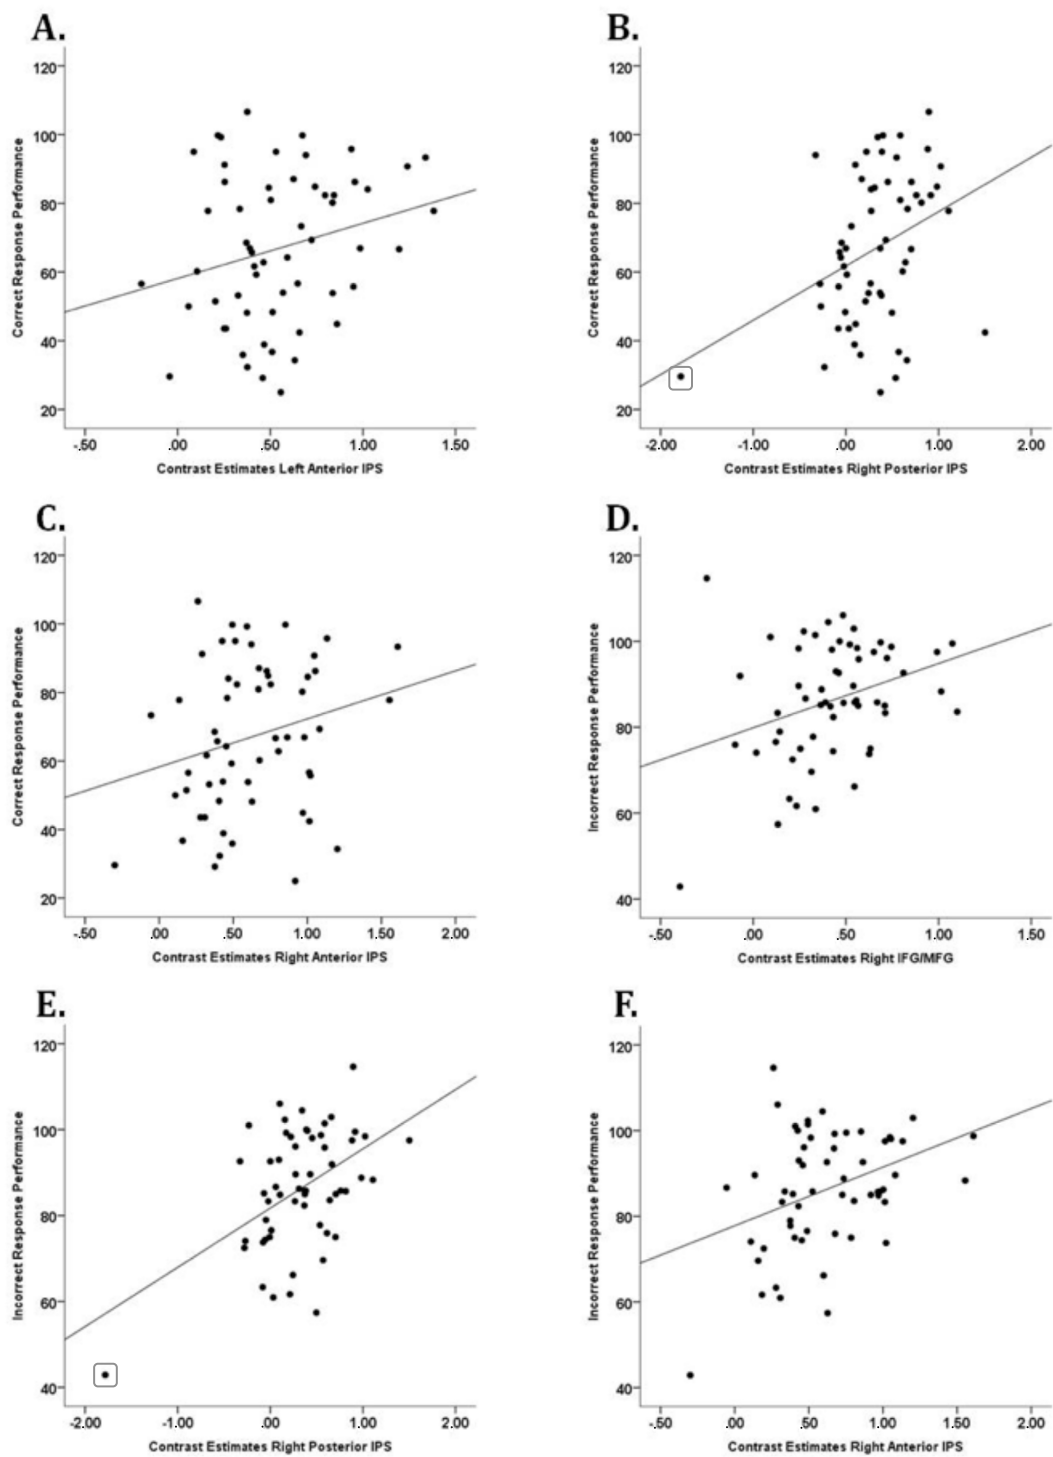 A.
120
100
80
60
40
20
Correct Response Performance
-.50 .00 .50 1.00 1.50
Contrast Estimates Left Anterior IPS
B.
120
100
80
60
40
20
Correct Response Performance
-2.00 -1.00 .00 1.00 2.00
Contrast Estimates Right Posterior IPS
C.
120
100
80
60
40
20
Correct Response Performance
-.50 .00 .50 1.00 1.50 2.00
Contrast Estimates Right Anterior IPS
D.
120
100
80
60
40
Incorrect Response Performance
-.50 .00 .50 1.00 1.50
Contrast Estimates Right IFG/MFG
E.
120
100
80
60
40
Incorrect Response Performance
-2.00 -1.00 .00 1.00 2.00
Contrast Estimates Right Posterior IPS
F.
120
100
80
60
40
Incorrect Response Performance
-.50 .00 .50 1.00 1.50 2.00
Contrast Estimates Right Anterior IPS